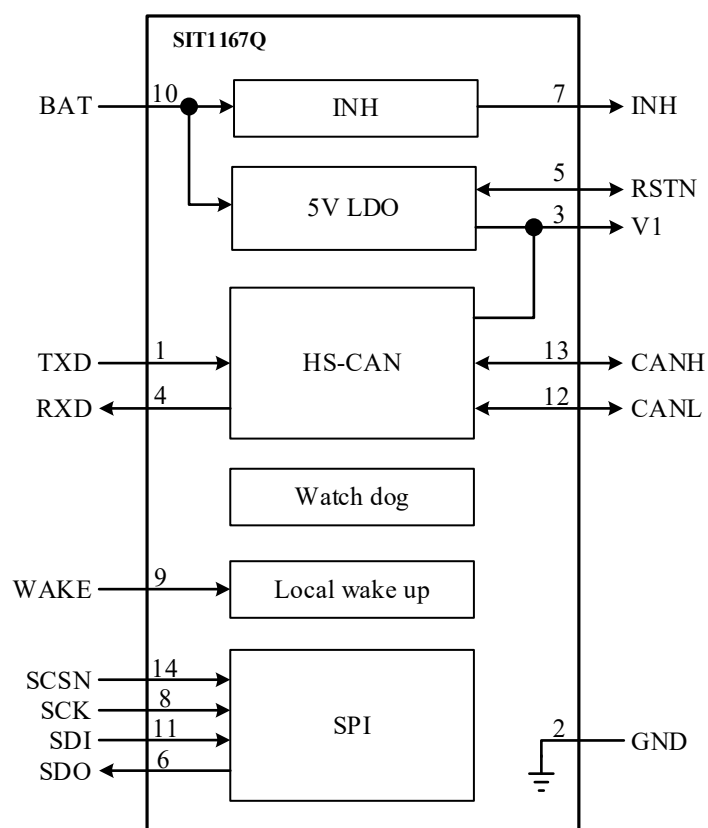 SIT1167Q
BAT 10 INH 7 INH
5 RSTN
5V LDO
3 V1
TXD 1 HS-CAN 13 CANH
RXD 4 12 CANL
Watch dog
WAKE 9 Local wake up
SCSN 14
SCK 8
SPI
SDI 11 2 GND
SDO 6